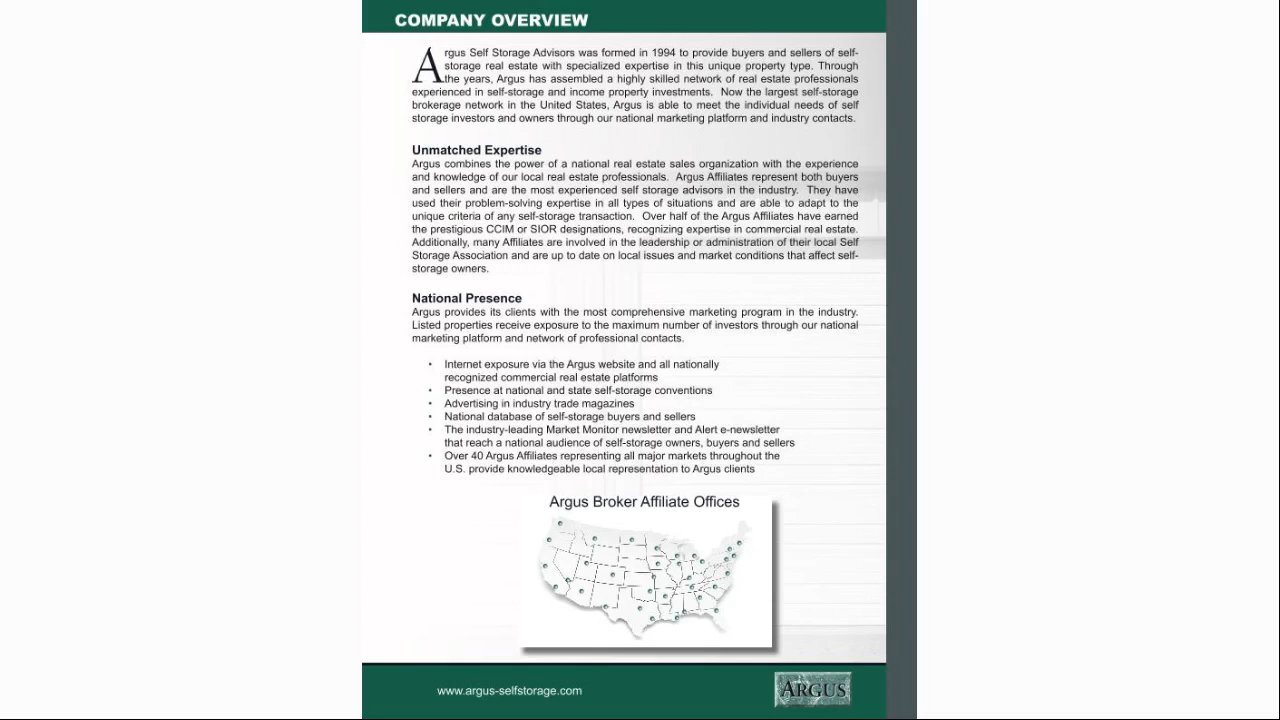 COMPANY OVERVIEW
Argus Self Storage Advisors was formed in 1994 to provide buyers and sellers of self-
storage real estate with specialized expertise in this unique property type. Through
the years, Argus has assembled a highly skilled network of real estate professionals
experienced in self-storage and income property investments. Now the largest self-storage
brokerage network in the United States, Argus is able to meet the individual needs of self
storage investors and owners through our national marketing platform and industry contacts.
Unmatched Expertise
Argus combines the power of a national real estate sales organization with the experience
and knowledge of our local real estate professionals. Argus Affiliates represent both buyers
and sellers and are the most experienced self storage advisors in the industry. They have
used their problem-solving expertise in all types of situations and are able to adapt to the
unique criteria of any self-storage transaction. Over half of the Argus Affiliates have earned
the prestigious CCIM or SIOR designations, recognizing expertise in commercial real estate.
Additionally, many Affiliates are involved in the leadership or administration of their local Self
Storage Association and are up to date on local issues and market conditions that affect self-
storage owners.
National Presence
Argus provides its clients with the most comprehensive marketing program in the industry.
Listed properties receive exposure to the maximum number of investors through our national
marketing platform and network of professional contacts.
• Internet exposure via the Argus website and all nationally
recognized commercial real estate platforms
• Presence at national and state self-storage conventions
• Advertising in industry trade magazines
• National database of self-storage buyers and sellers
• The industry-leading Market Monitor newsletter and Alert e-newsletter
that reach a national audience of self-storage owners, buyers and sellers
• Over 40 Argus Affiliates representing all major markets throughout the
U.S. provide knowledgeable local representation to Argus clients
Argus Broker Affiliate Offices
www.argus-selfstorage.com
ARGUS